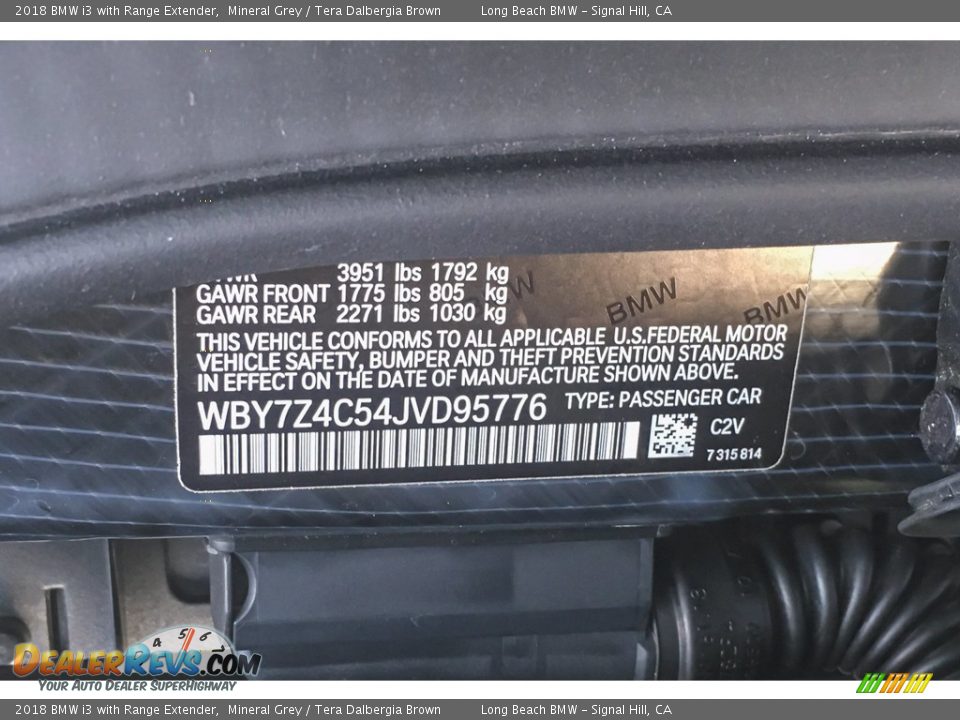 2018 BMW i3 with Range Extender, Mineral Grey / Tera Dalbergia Brown Long Beach BMW - Signal Hill, CA
3951 lbs 1792 kg
GAWR FRONT 1775 lbs 805 kg
GAWR REAR 2271 lbs 1030 kg
BMW
BMW
THIS VEHICLE CONFORMS TO ALL APPLICABLE U.S.FEDERAL MOTOR
VEHICLE SAFETY, BUMPER AND THEFT PREVENTION STANDARDS
IN EFFECT ON THE DATE OF MANUFACTURE SHOWN ABOVE.
WBY7Z4C54JVD95776 TYPE: PASSENGER CAR
C2V
7 315 814
4 5 6
DEALERREVS.COM
YOUR AUTO DEALER SUPERHIGHWAY
2018 BMW i3 with Range Extender, Mineral Grey / Tera Dalbergia Brown Long Beach BMW - Signal Hill, CA